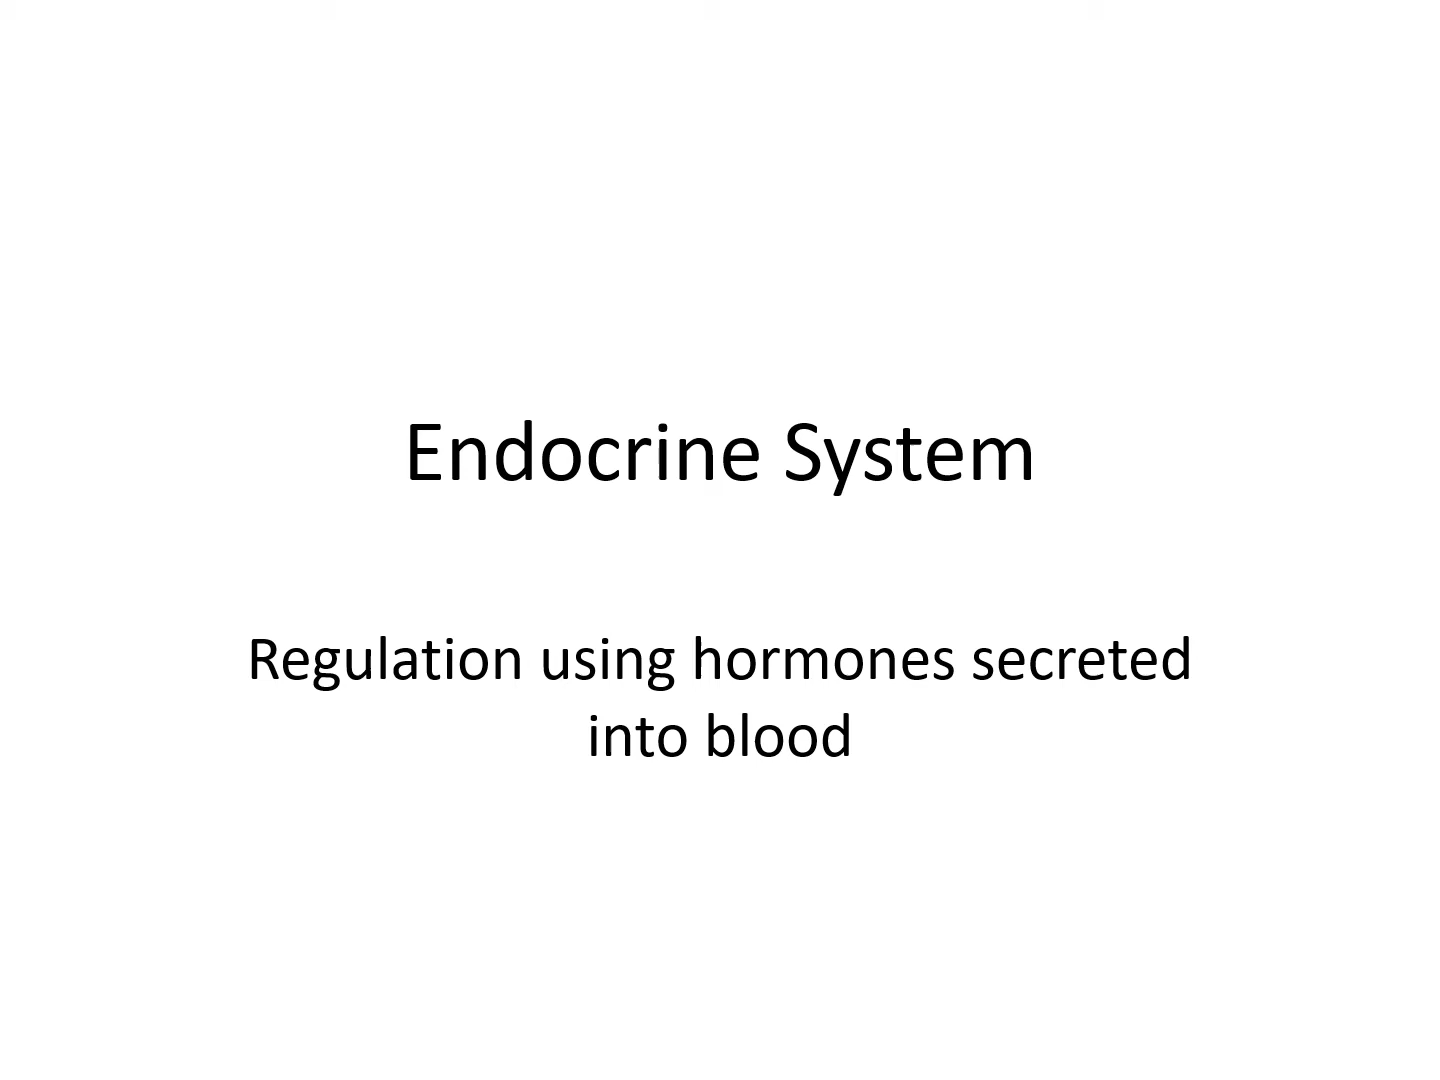 Endocrine System
Regulation using hormones secreted
into blood